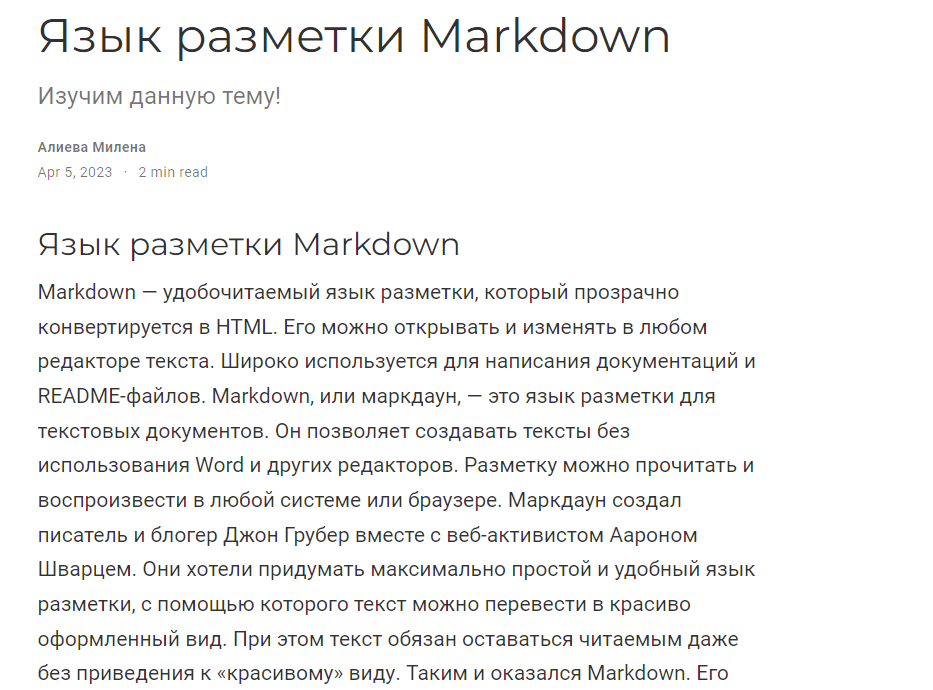 Язык разметки Markdown
Изучим данную тему!
Алиева Милена
Apr 5, 2023 · 2 min read
Язык разметки Markdown
Markdown — удобочитаемый язык разметки, который прозрачно
конвертируется в HTML. Его можно открывать и изменять в любом
редакторе текста. Широко используется для написания документаций и
README-файлов. Markdown, или маркдаун, — это язык разметки для
текстовых документов. Он позволяет создавать тексты без
использования Word и других редакторов. Разметку можно прочитать и
воспроизвести в любой системе или браузере. Маркдаун создал
писатель и блогер Джон Грубер вместе с веб-активистом Аароном
Шварцем. Они хотели придумать максимально простой и удобный язык
разметки, с помощью которого текст можно перевести в красиво
оформленный вид. При этом текст обязан оставаться читаемым даже
без приведения к «красивому» виду. Таким и оказался Markdown. Его